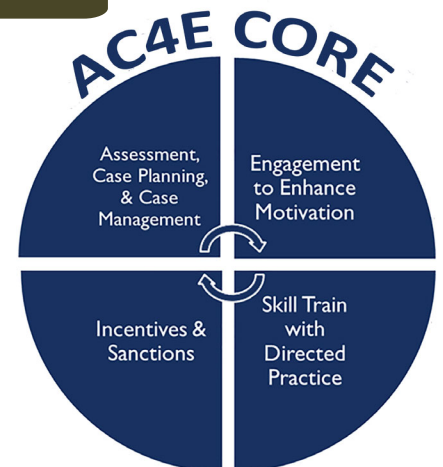 AC4E CORE
Assessment,
Case Planning,
& Case
Management
Engagement
to Enhance
Motivation
Incentives &
Sanctions
Skill Train
with
Directed
Practice